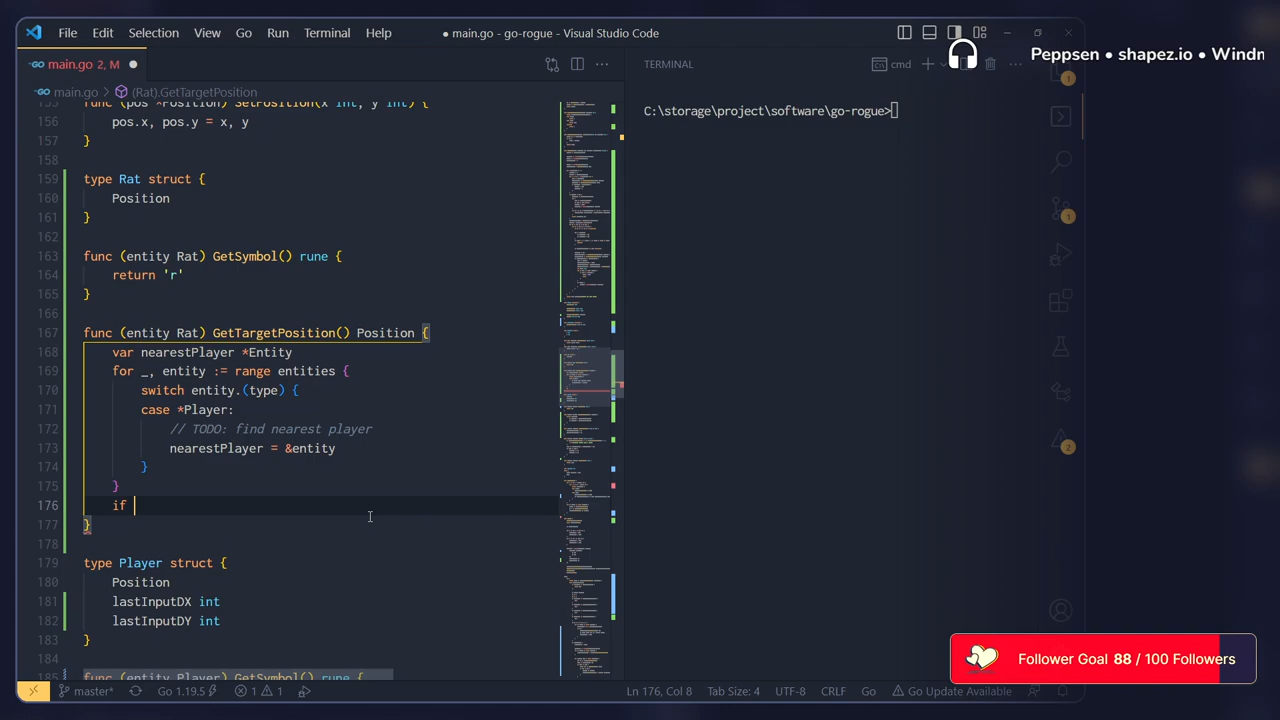 File Edit Selection View Go Run Terminal Help
● main.go - go-rogue - Visual Studio Code
Peppsen • shapez.io • Windn
GO main.go 2, M ●
TERMINAL
cmd
GO main.go > (Rat).GetTargetPosition
1
C:\storage\project\software\go-rogue>
155 func (pos *Position) SetPosition(x int, y int) {
156 pos.x, pos.y = x, y
157 }
158
159 type Rat struct {
160 Position
161 }
162
163 func (entity Rat) GetSymbol() rune {
164 return 'r'
165 }
166
167 func (entity Rat) GetTargetPosition() Position {
168 var nearestPlayer *Entity
169 for _, entity := range entities {
170 switch entity.(type) {
171 case *Player:
172 // TODO: find nearest player
173 nearestPlayer = &entity
174 }
175 }
176 if
177 }
178
179 type Player struct {
180 Position
181 lastInputDX int
182 lastInputDY int
183 }
184
185 func (entity Player) GetSymbol() rune {
1
2
Follower Goal 88 / 100 Followers
master* Go 1.19.5 1 1 Ln 176, Col 8 Tab Size: 4 UTF-8 CRLF Go Go Update Available